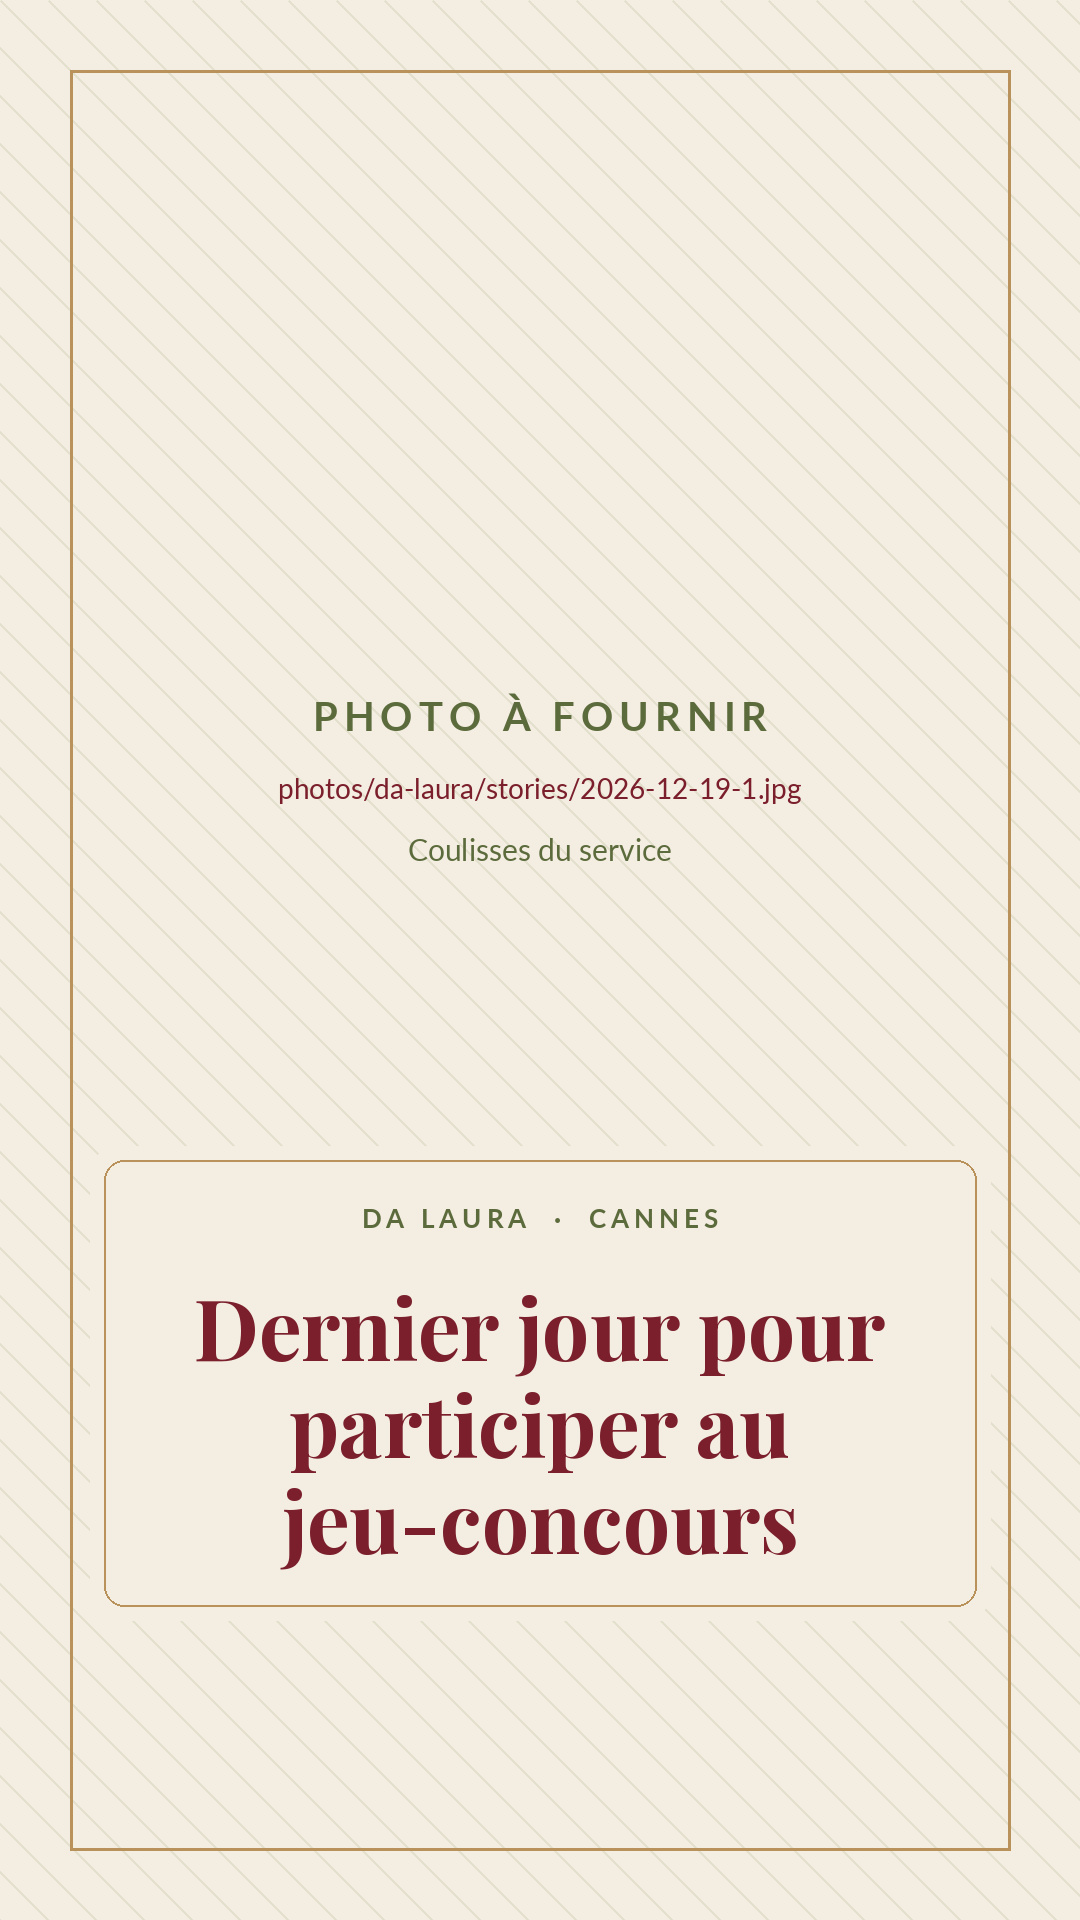 PHOTO À FOURNIR
photos/da-laura/stories/2026-12-19-1.jpg
Coulisses du service
DA LAURA · CANNES
Dernier jour pour
participer au
jeu-concours